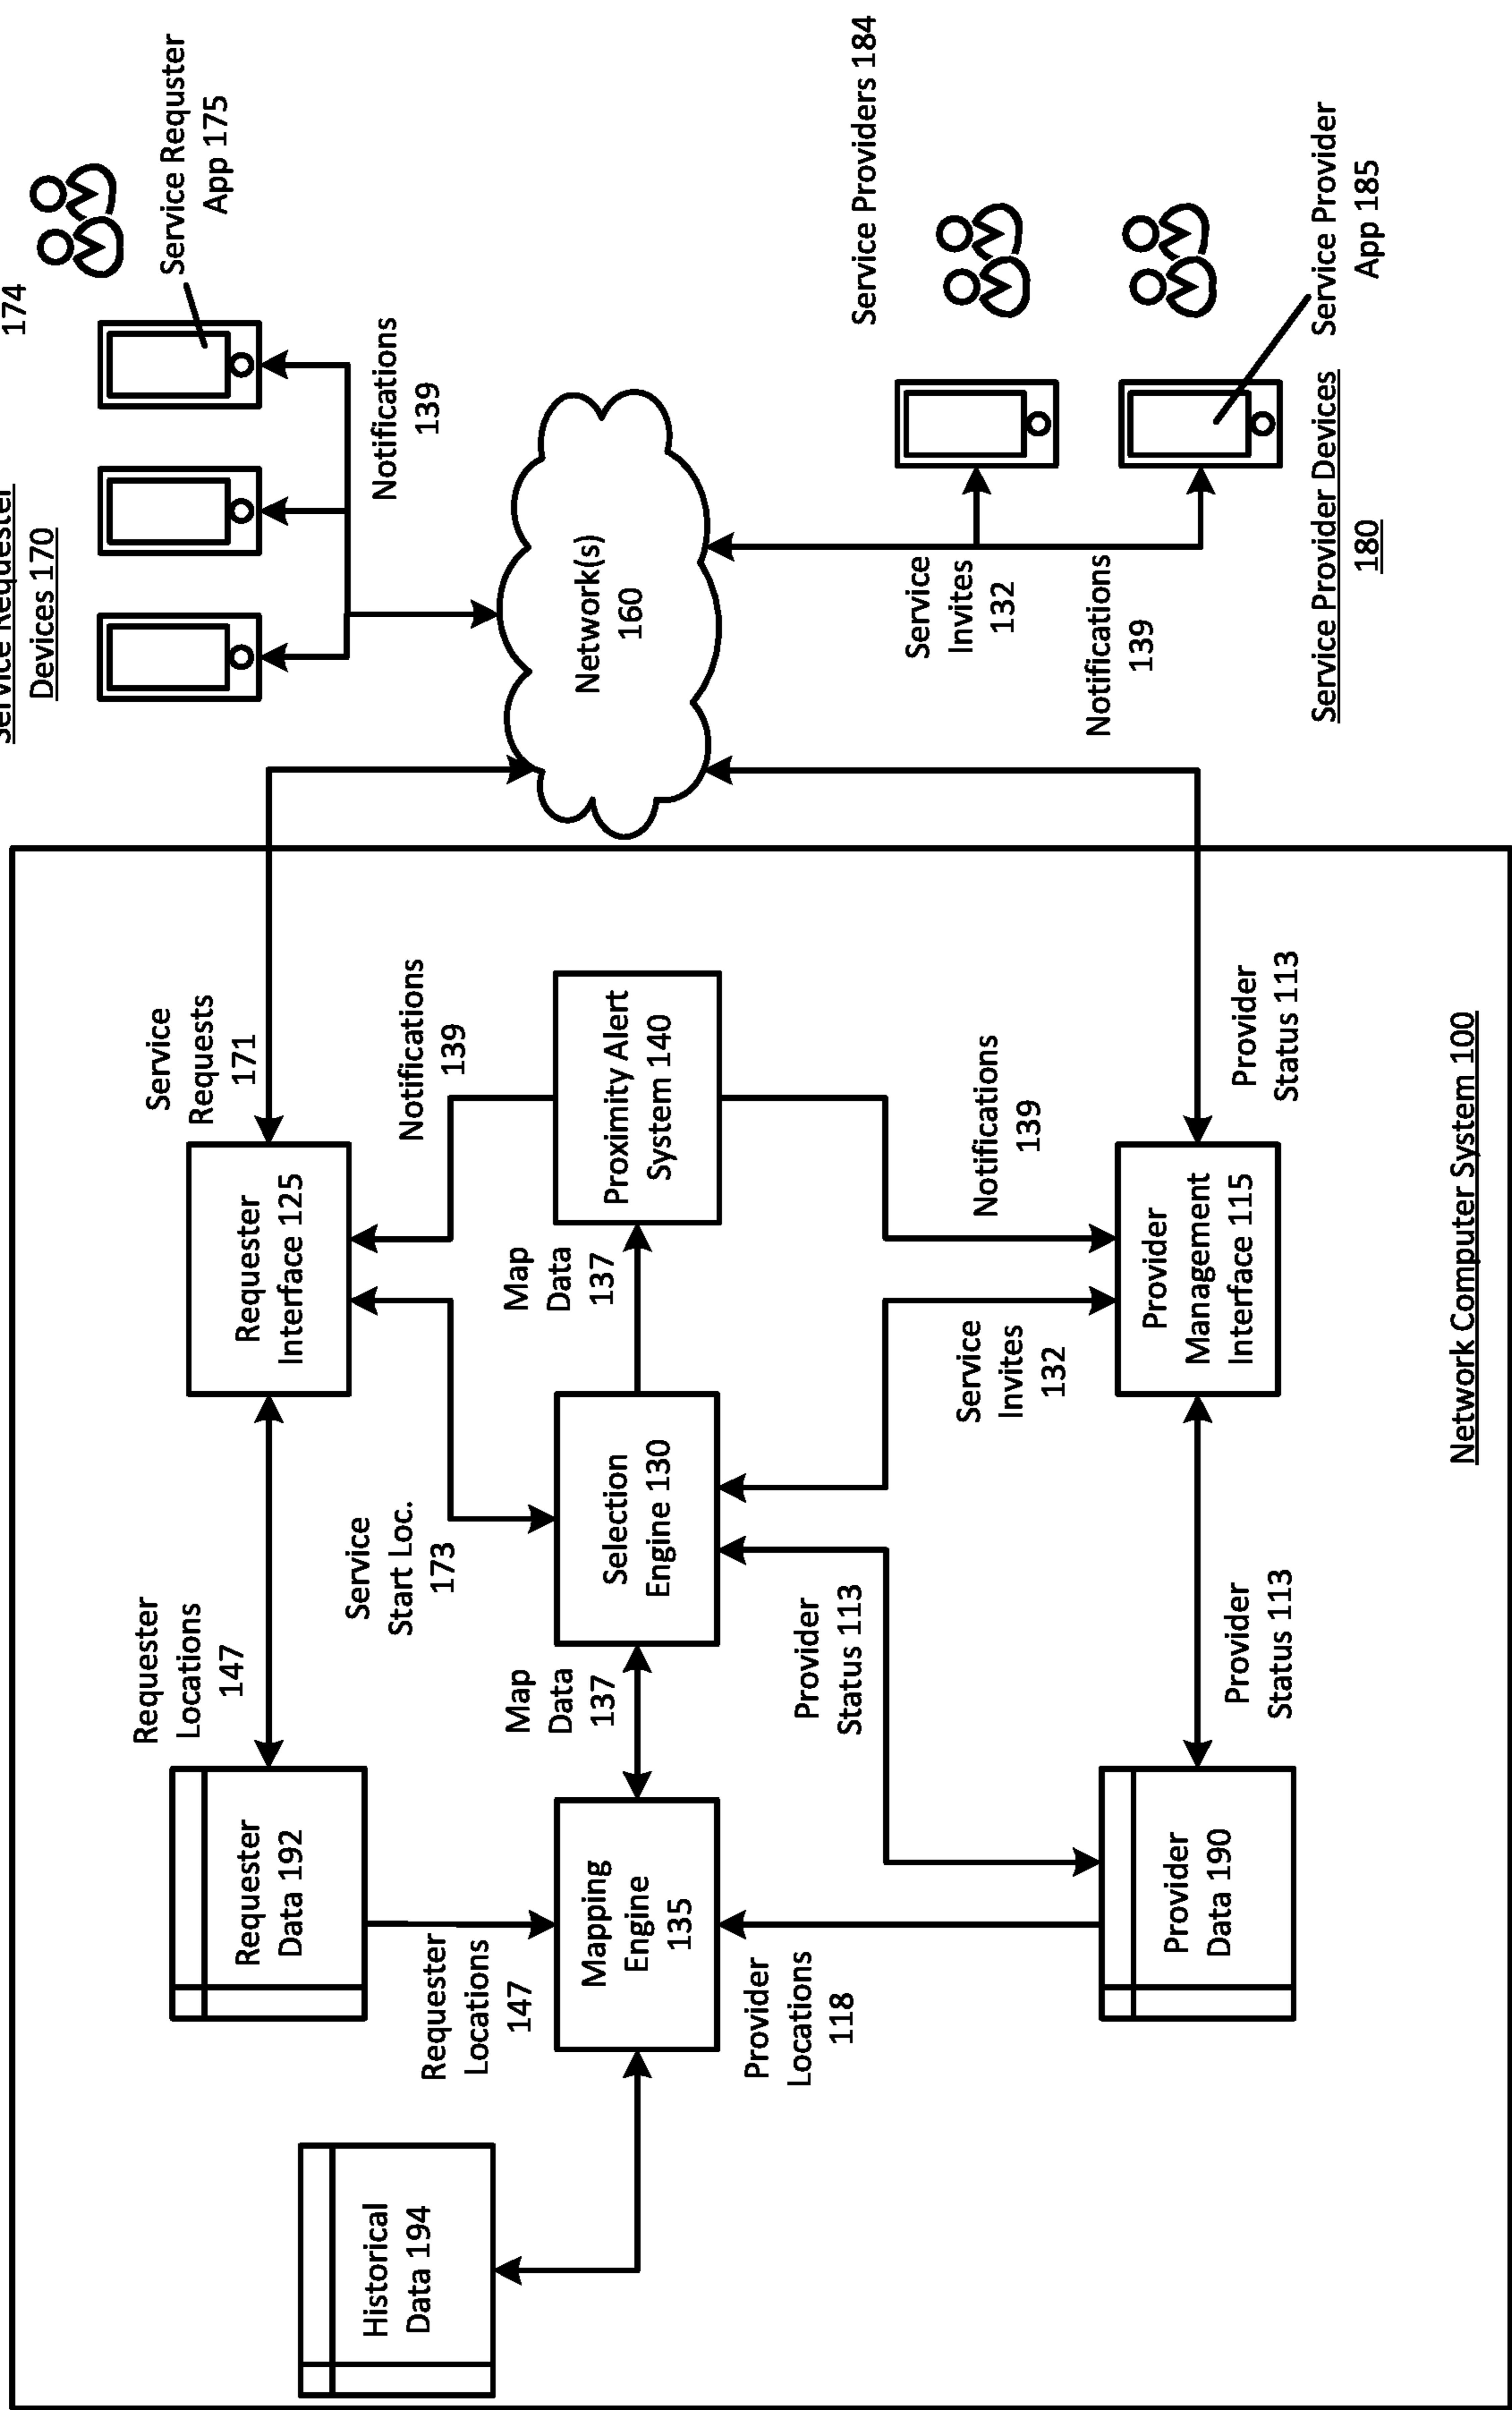 Historical
Data 194
Requester
Data 192
Requester
Locations
147
Requester
Interface 125
Service
Requests
171
Requester
Locations
147
Service
Start Loc.
173
Notifications
139
Mapping
Engine
135
Map
Data
137
Selection
Engine 130
Map
Data
137
Proximity Alert
System 140
Provider
Locations
118
Provider
Status 113
Service
Invites
132
Notifications
139
Provider
Data 190
Provider
Status 113
Provider
Management
Interface 115
Provider
Status 113
Network Computer System 100
Service Requester
Devices 170
174
Service Requster
App 175
Notifications
139
Network(s)
160
Service Providers 184
Service
Invites
132
Notifications
139
Service Provider Devices
180
Service Provider
App 185